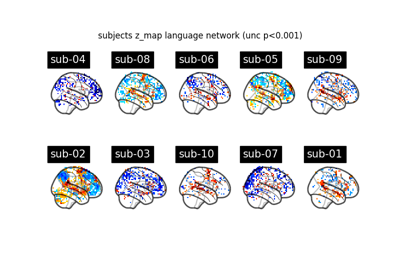 subjects z_map language network (unc p<0.001)
sub-04 sub-08 sub-06 sub-05 sub-09
sub-02 sub-03 sub-10 sub-07 sub-01